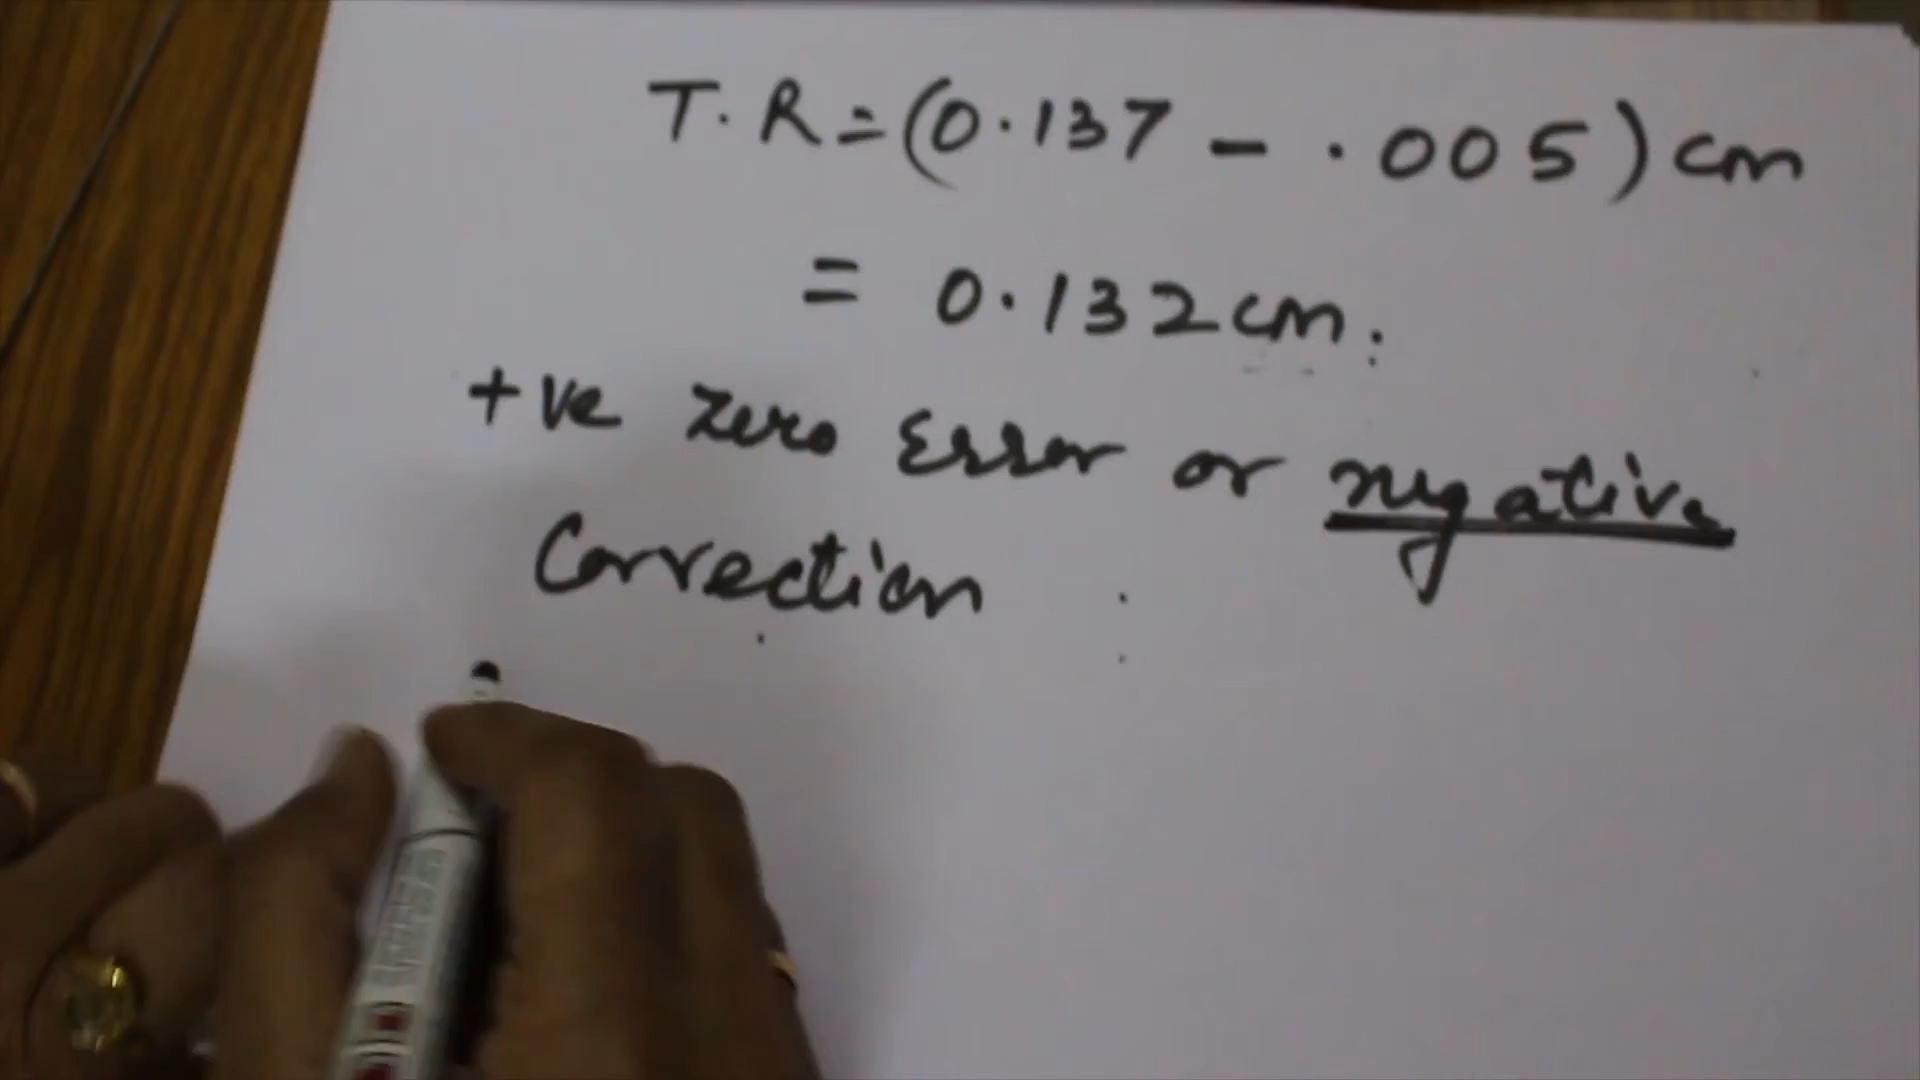 T.R = (0.137 - .005) cm
= 0.132 cm.
+ve zero Error or negative
Correction